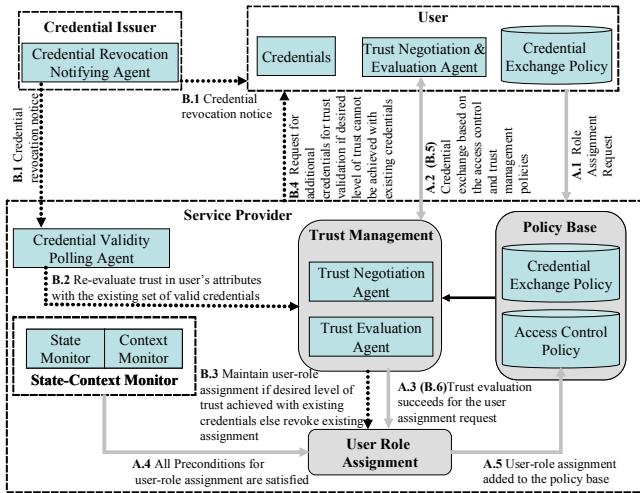 Credential Issuer
Credential Revocation
Notifying Agent
User
Credentials
Trust Negotiation &
Evaluation Agent
Credential
Exchange Policy
B.1 Credential
revocation notice
B.1 Credential
revocation notice
B.4 Request for
additional
credentials for trust
validation if desired
level of trust cannot
be achieved with
existing credentials
A.2 (B.5)
Credential
exchange based on
the access control
and trust
management
policies
A.1 Role
Assignment
Request
Service Provider
Credential Validity
Polling Agent
B.2 Re-evaluate trust in user's attributes
with the existing set of valid credentials
Trust Management
Trust Negotiation
Agent
Trust Evaluation
Agent
Policy Base
Credential
Exchange Policy
Access Control
Policy
State
Monitor
Context
Monitor
State-Context Monitor
B.3 Maintain user-role
assignment if desired level of
trust achieved with existing
credentials else revoke existing
assignment
A.3 (B.6)Trust evaluation
succeeds for the user
assignment request
User Role
Assignment
A.4 All Preconditions for
user-role assignment are satisfied
A.5 User-role assignment
added to the policy base